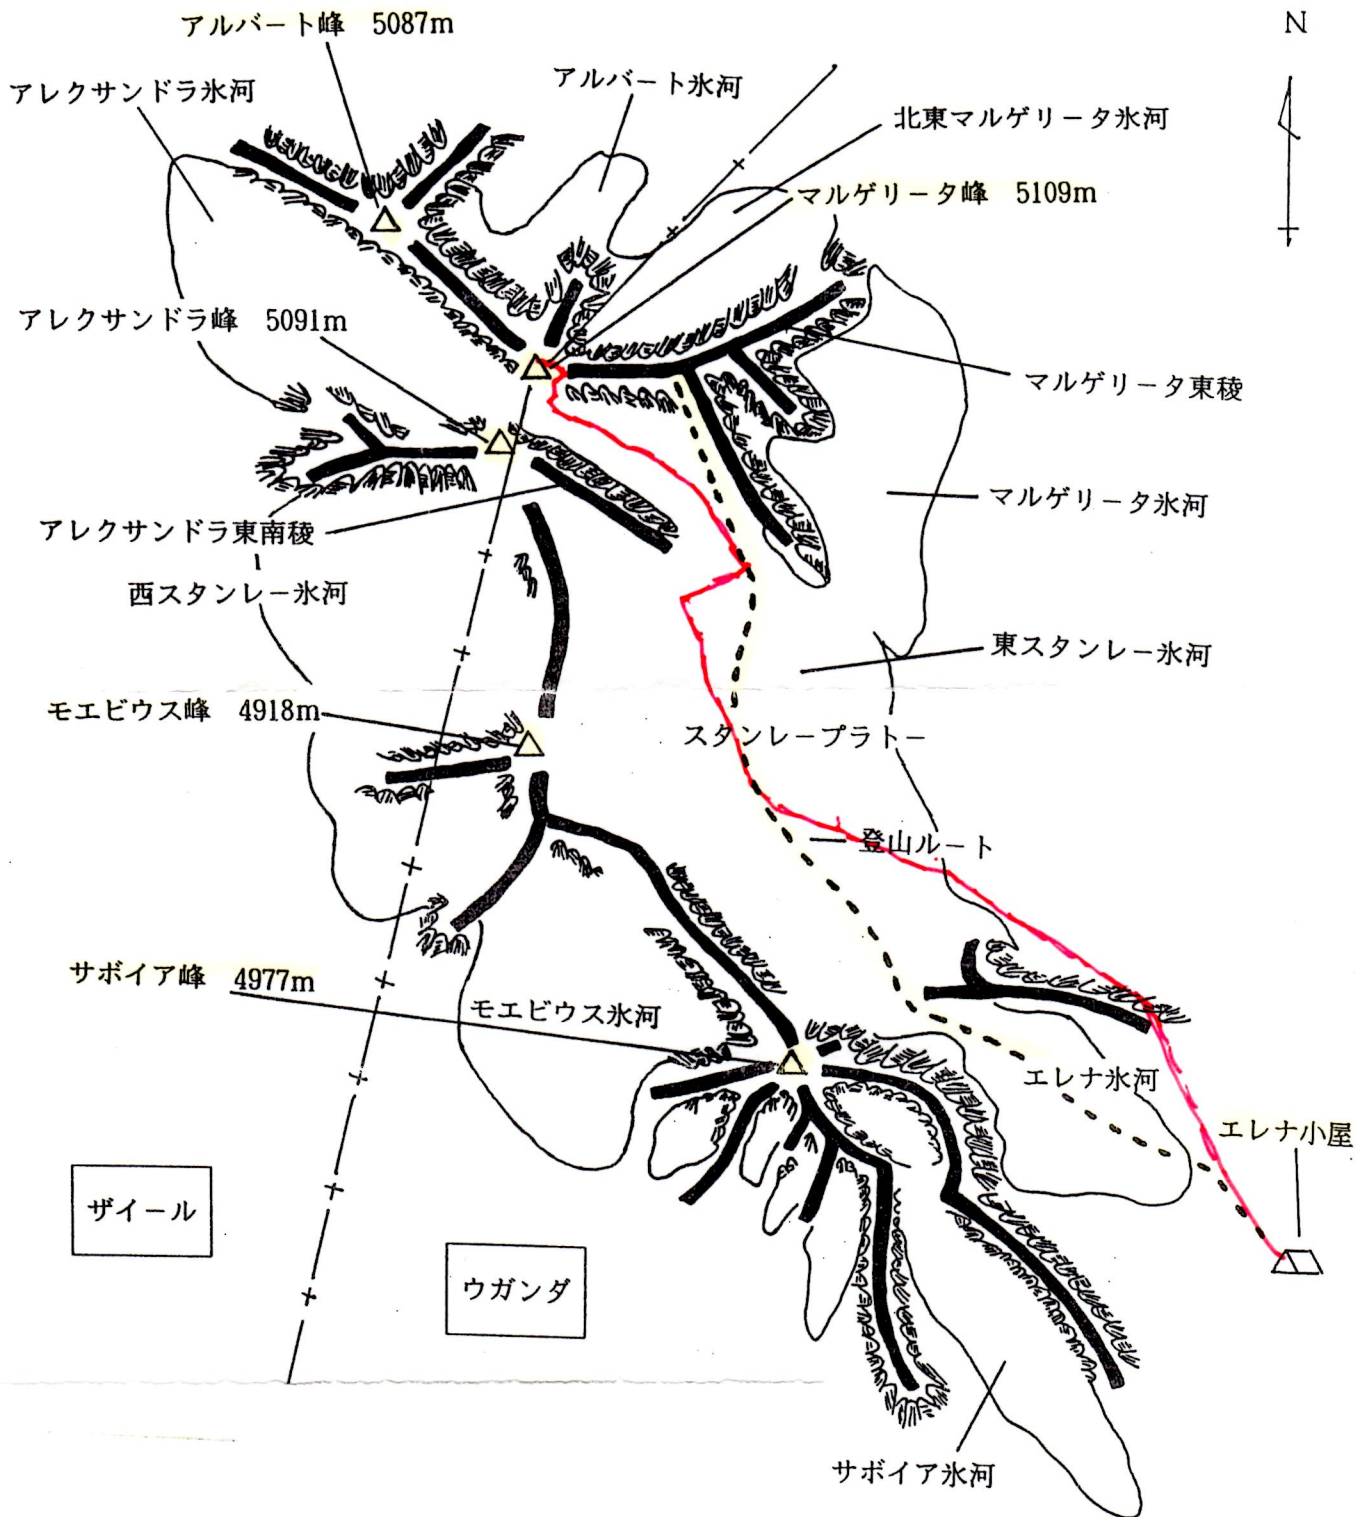 アルバート峰 5087m
N
アレクサンドラ氷河
アルバート氷河
北東マルゲリータ氷河
マルゲリータ峰 5109m
アレクサンドラ峰 5091m
マルゲリータ東稜
マルゲリータ氷河
アレクサンドラ東南稜
西スタンレー氷河
東スタンレー氷河
モエビウス峰 4918m
スタンレープラトー
登山ルート
サボイア峰 4977m
モエビウス氷河
エレナ氷河
エレナ小屋
ザイール
ウガンダ
サボイア氷河